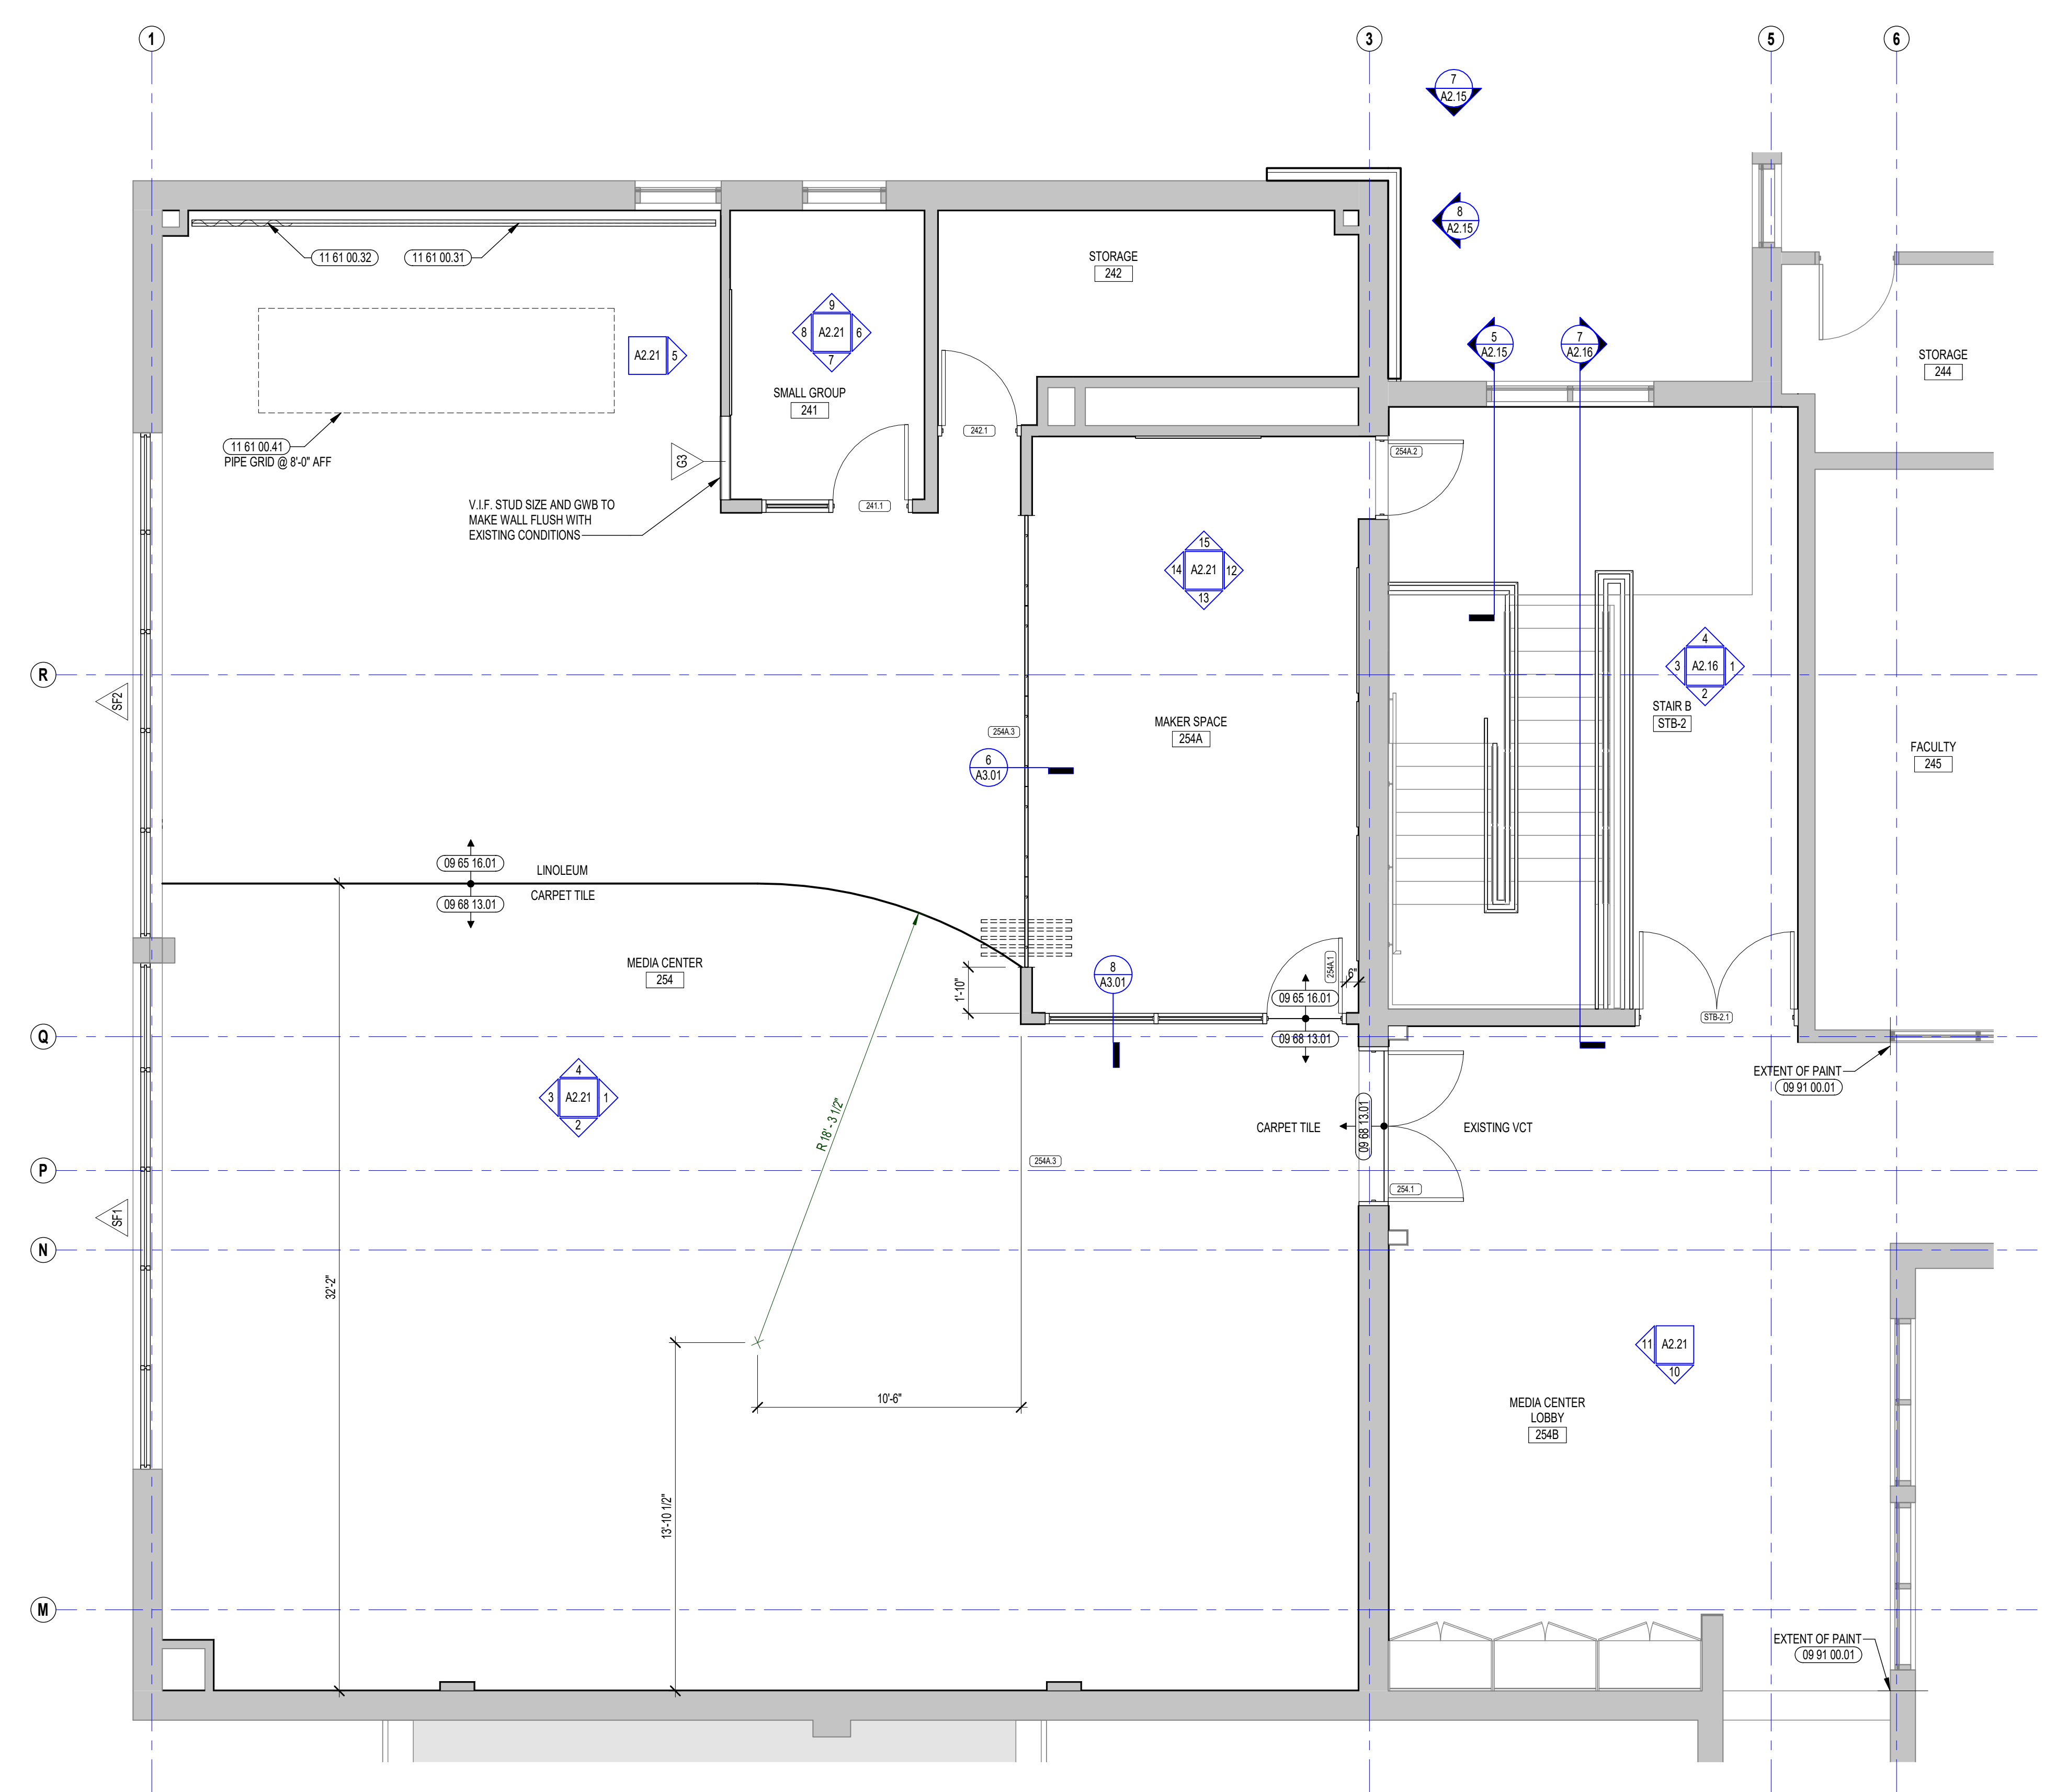 1
3
5
6
7
A2.15
8
A2.15
11 61 00.32
11 61 00.31
STORAGE
242
9
8
A2.21
6
7
A2.21
5
5
A2.15
7
A2.16
STORAGE
244
SMALL GROUP
241
11 61 00.41
PIPE GRID @ 8'-0" AFF
G3
242.1
254A.2
V.I.F. STUD SIZE AND GWB TO
MAKE WALL FLUSH WITH
EXISTING CONDITIONS
241.1
15
14
A2.21
12
13
R
SF2
4
3
A2.16
1
2
STAIR B
STB-2
MAKER SPACE
254A
254A.3
6
A3.01
FACULTY
245
09 65 16.01
LINOLEUM
CARPET TILE
09 68 13.01
MEDIA CENTER
254
1'-10"
8
A3.01
254A.1
6"
09 65 16.01
09 68 13.01
STB-2.1
Q
EXTENT OF PAINT
09 91 00.01
4
3
A2.21
1
2
R 18' - 3 1/2"
CARPET TILE
09 68 13.01
EXISTING VCT
P
254A.3
254.1
SF1
N
32'-2"
11
A2.21
10
10'-6"
MEDIA CENTER
LOBBY
254B
13'-10 1/2"
M
EXTENT OF PAINT
09 91 00.01